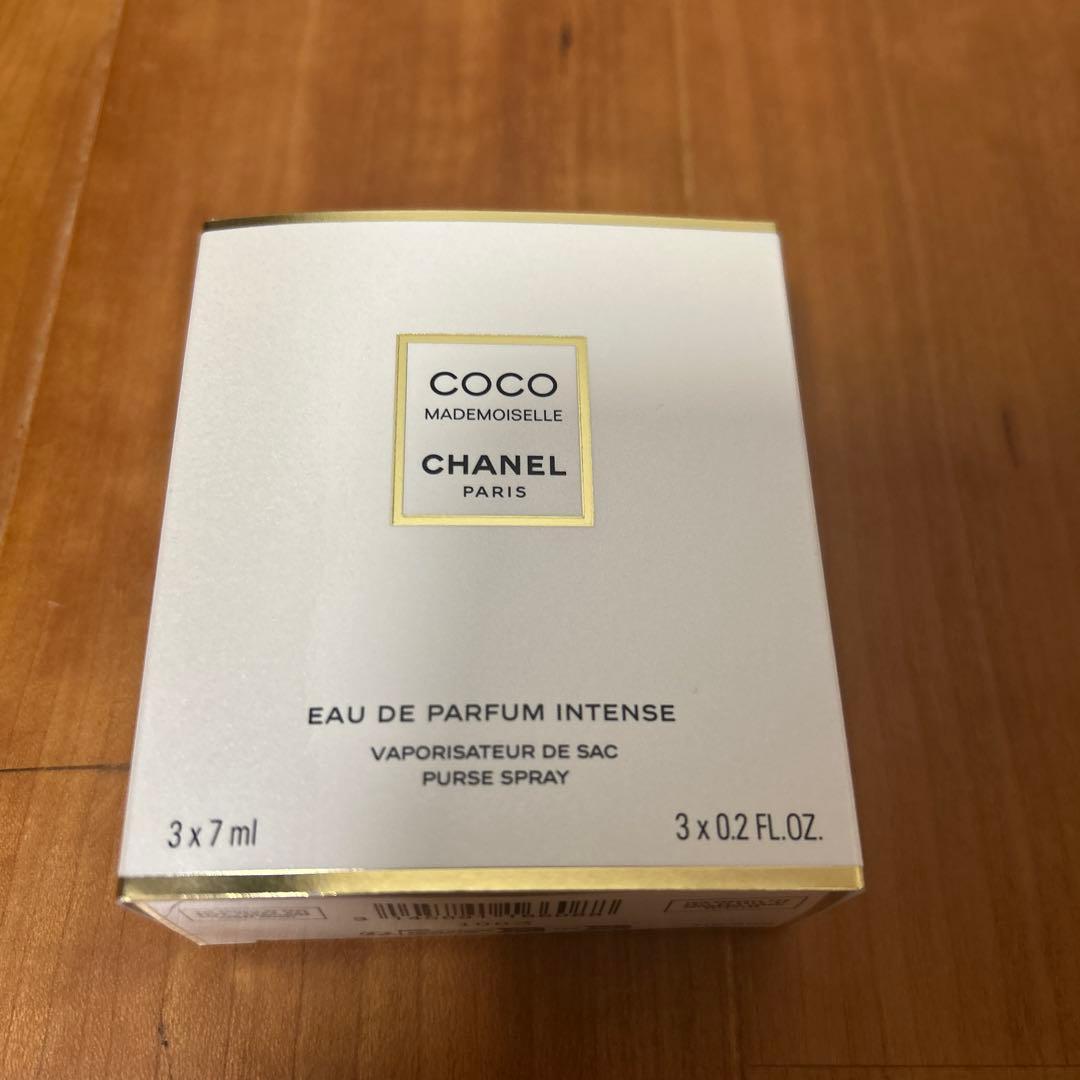 COCO
MADEMOISELLE
CHANEL
PARIS
EAU DE PARFUM INTENSE
VAPORISATEUR DE SAC
PURSE SPRAY
3 x 7 ml
3 x 0.2 FL.OZ.